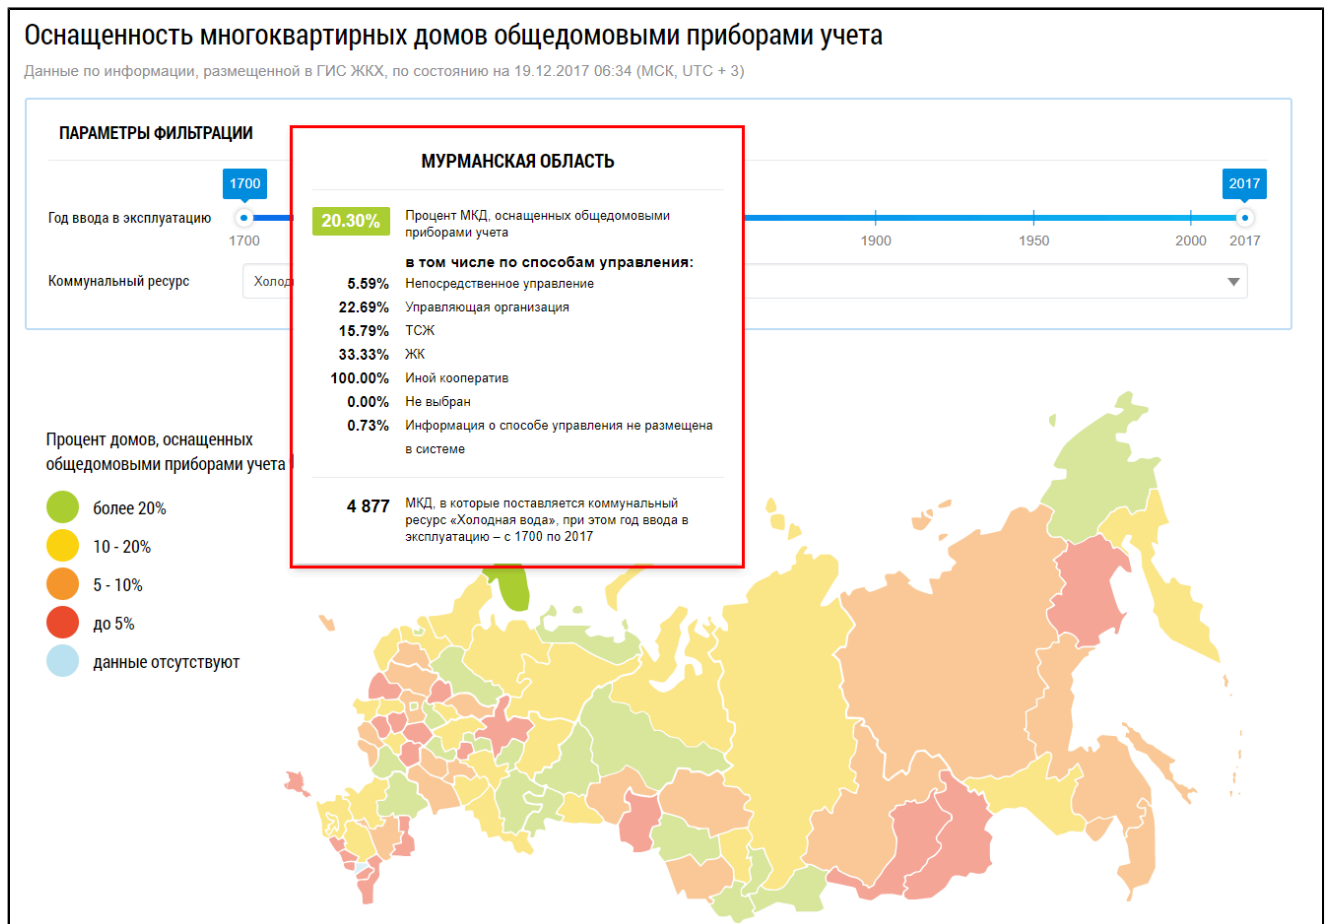 Оснащенность многоквартирных домов общедомовыми приборами учета
Данные по информации, размещенной в ГИС ЖКХ, по состоянию на 19.12.2017 06:34 (МСК, UTC + 3)
ПАРАМЕТРЫ ФИЛЬТРАЦИИ
1700
2017
Год ввода в эксплуатацию
1700
1900
1950
2000
2017
Коммунальный ресурс
МУРМАНСКАЯ ОБЛАСТЬ
20.30% Процент МКД, оснащенных общедомовыми
приборами учета
в том числе по способам управления:
5.59% Непосредственное управление
22.69% Управляющая организация
15.79% ТСЖ
33.33% ЖК
100.00% Иной кооператив
0.00% Не выбран
0.73% Информация о способе управления не размещена
в системе
4 877 МКД, в которые поставляется коммунальный
ресурс «Холодная вода», при этом год ввода в
эксплуатацию – с 1700 по 2017
Процент домов, оснащенных
общедомовыми приборами учета
более 20%
10 - 20%
5 - 10%
до 5%
данные отсутствуют